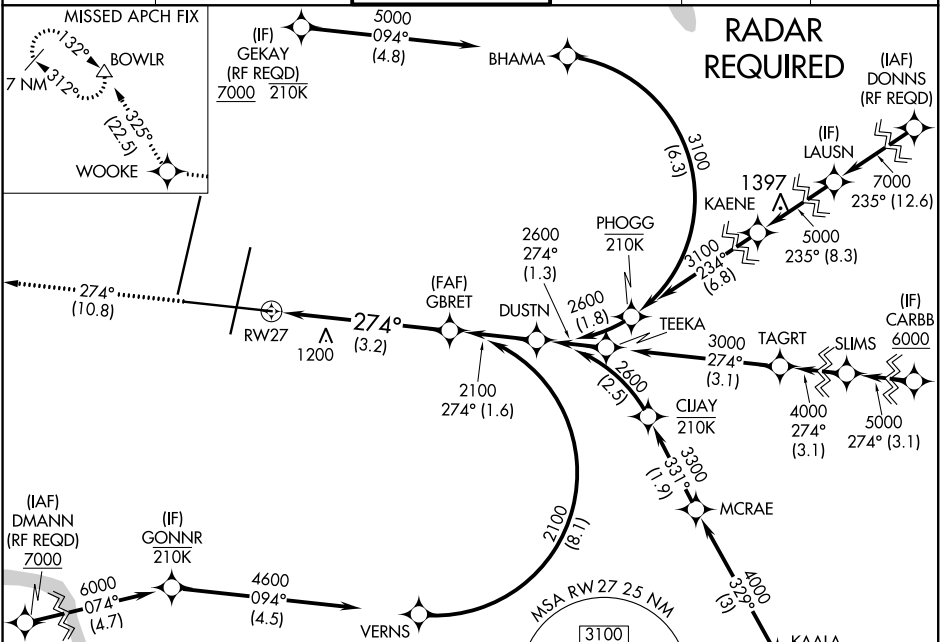 MISSED APCH FIX
132°
BOWLR
7 NM
312°
325°
(22.5)
WOOKE
(IF)
GEKAY
(RF REQD)
7000 210K
5000
094°
(4.8)
BHAMA
3100
(6.3)
RADAR
REQUIRED
(IAF)
DONNS
(RF REQD)
(IF)
LAUSN
7000
235° (12.6)
1397
KAENE
5000
235° (8.3)
3100
234°
(6.8)
PHOGG
210K
2600
274°
(1.3)
2600
(1.8)
DUSTN
TEEKA
(FAF)
GBRET
274°
(10.8)
RW27
1200
274°
(3.2)
2100
274° (1.6)
2600
(2.5)
3000
274°
(3.1)
TAGRT
SLIMS
(IF)
CARBB
6000
4000
274°
(3.1)
5000
274° (3.1)
CIJAY
210K
3300
331°
(1.9)
MCRAE
4000
329°
(3)
KAALA
(IAF)
DMANN
(RF REQD)
7000
6000
074°
(4.7)
(IF)
GONNR
210K
4600
094°
(4.5)
VERNS
2100
(8.1)
MSA RW 27 25 NM
3100